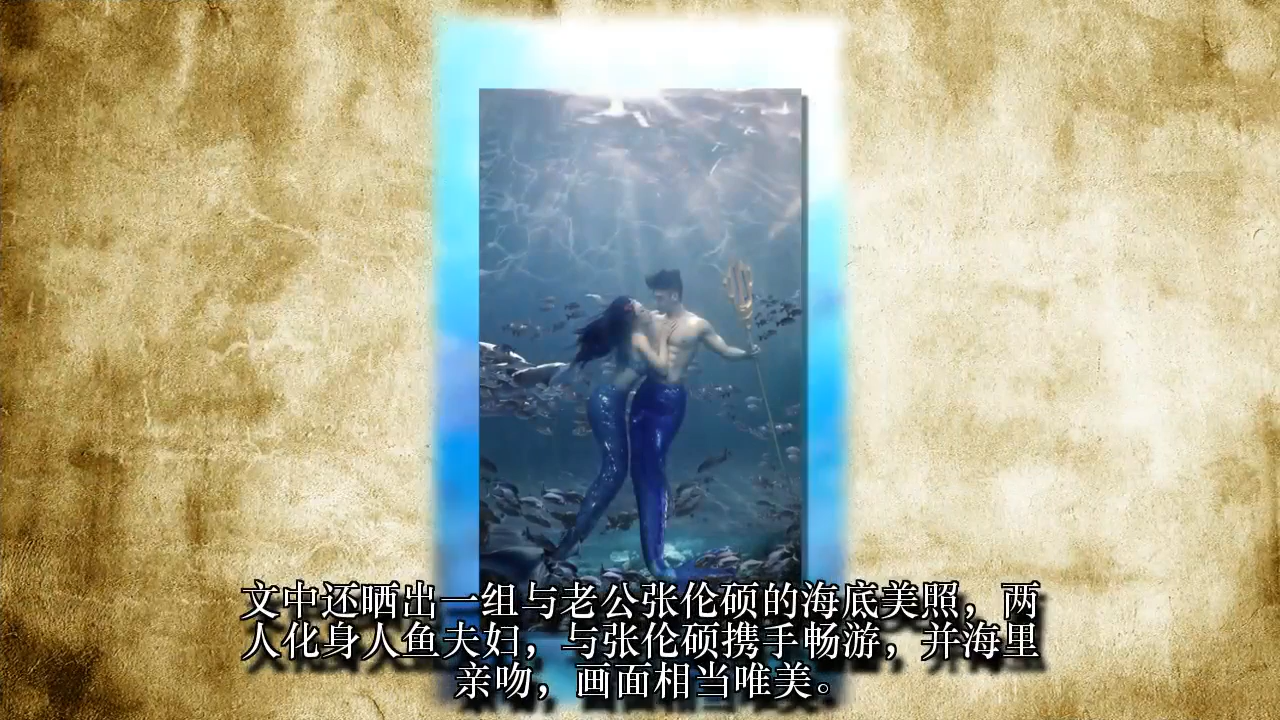 文中还晒出一组与老公张伦硕的海底美照，两
人化身人鱼夫妇，与张伦硕携手畅游，并海里
亲吻，画面相当唯美。